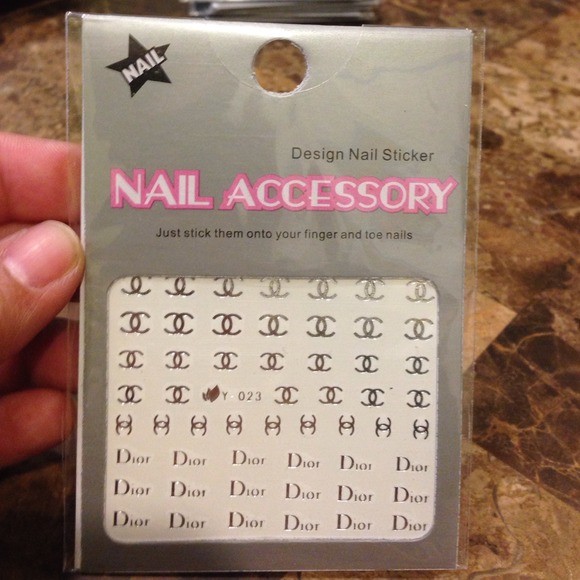 NAIL
Design Nail Sticker
NAIL ACCESSORY
Just stick them onto your finger and toe nails
Y-023
Dior Dior Dior Dior Dior Dior
Dior Dior Dior Dior Dior Dior
Dior Dior Dior Dior Dior Dior